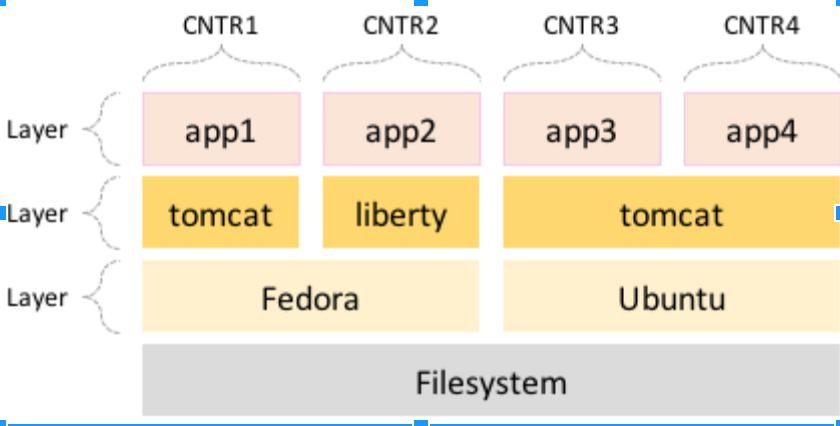 CNTR1 CNTR2 CNTR3 CNTR4
Layer app1 app2 app3 app4
Layer tomcat liberty tomcat
Layer Fedora Ubuntu
Filesystem